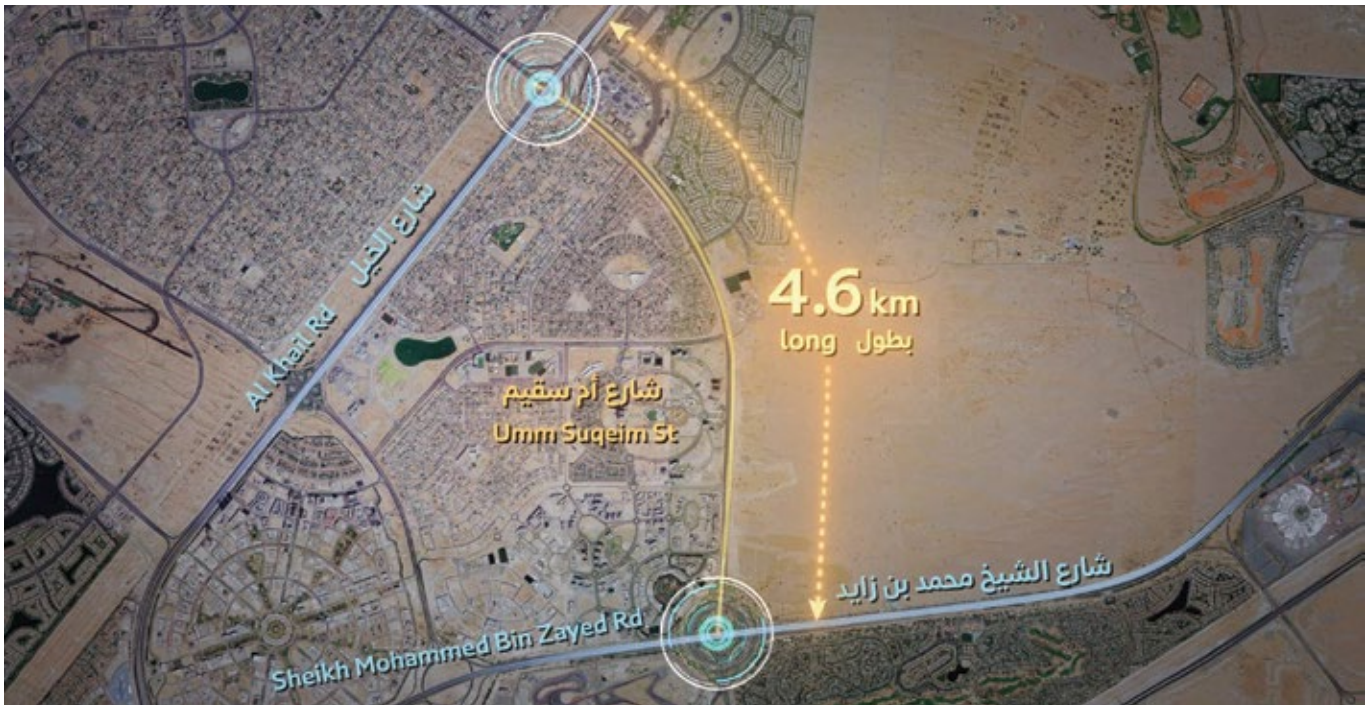 شارع الخيل
Al Khail Rd
4.6 km
long بطول
شارع أم سقيم
Umm Suqeim St
شارع الشيخ محمد بن زايد
Sheikh Mohammed Bin Zayed Rd